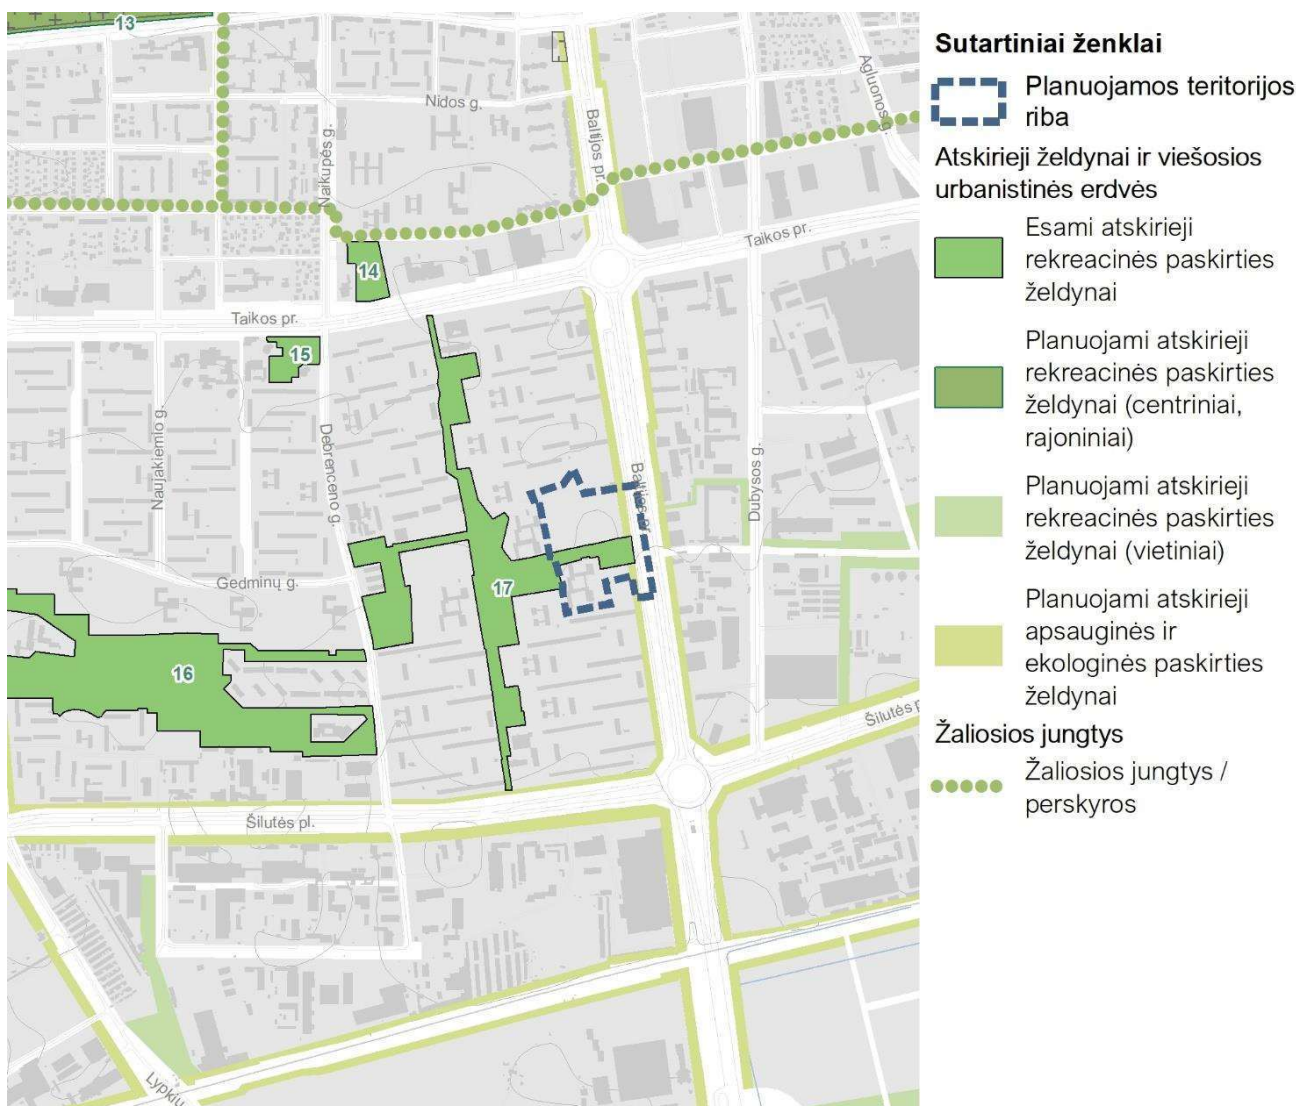 13
Nidos g.
Baltijos pr.
Agluonos g.
Naikupės g.
14
Taikos pr.
Taikos pr.
15
Naujakiemio g.
Debrenceno g.
Baltijos pr.
Dubysos g.
Gedminų g.
17
16
Šilutės p
Šilutės pl.
Lypkių
Sutartiniai ženklai
Planuojamos teritorijos
riba
Atskirieji želdynai ir viešosios
urbanistinės erdvės
Esami atskirieji
rekreacinės paskirties
želdynai
Planuojami atskirieji
rekreacinės paskirties
želdynai (centriniai,
rajoniniai)
Planuojami atskirieji
rekreacinės paskirties
želdynai (vietiniai)
Planuojami atskirieji
apsauginės ir
ekologinės paskirties
želdynai
Žaliosios jungtys
Žaliosios jungtys /
perskyros